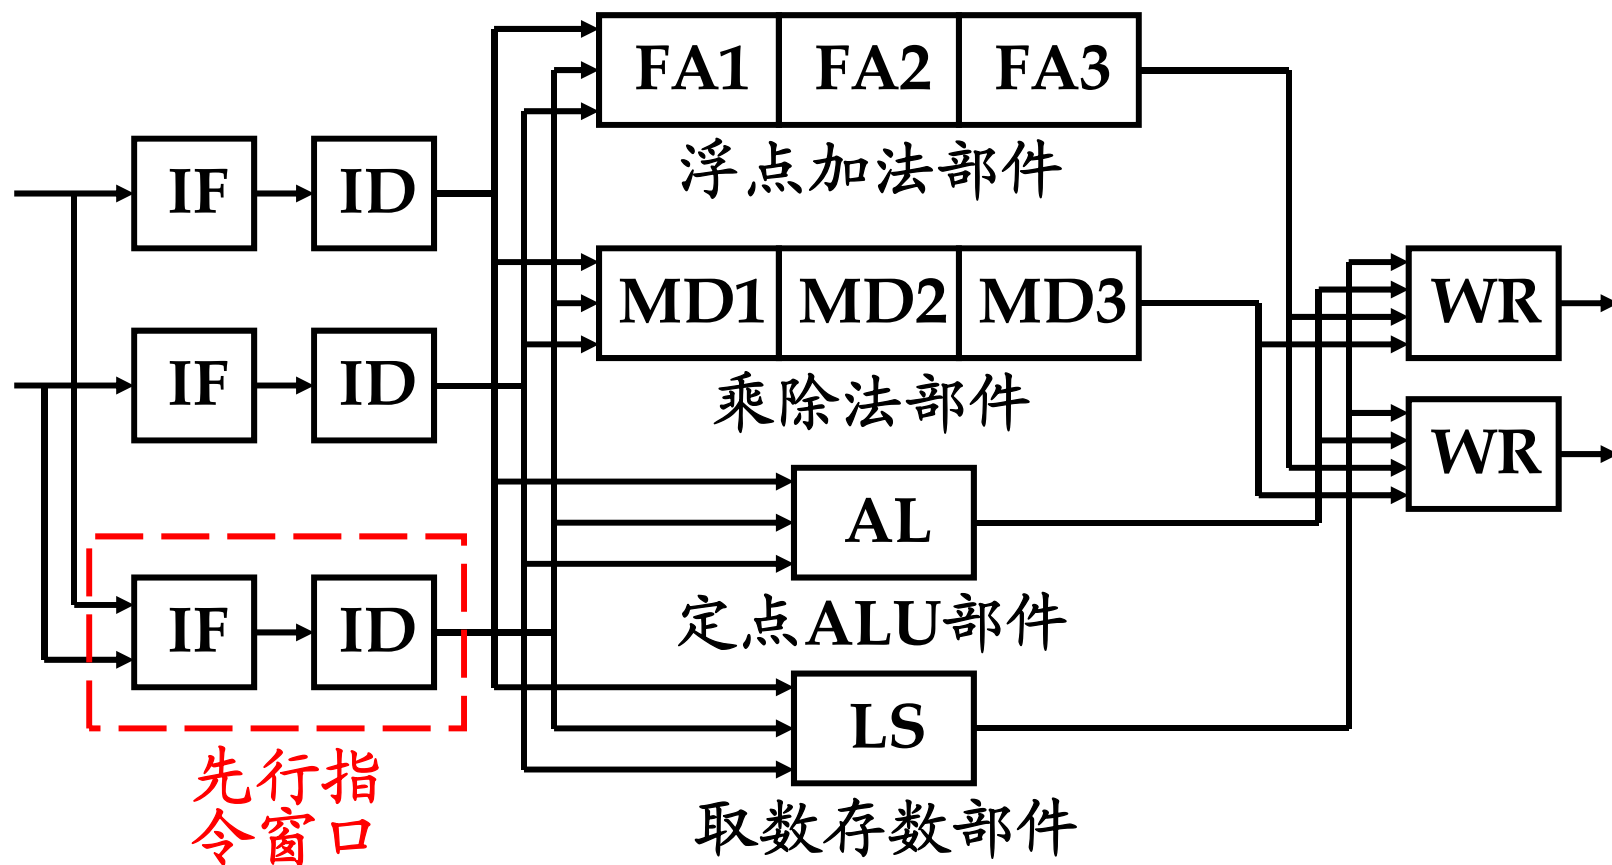 FA1 FA2 FA3
浮点加法部件
IF ID
MD1 MD2 MD3
WR
IF ID
乘除法部件
WR
AL
定点ALU部件
IF ID
LS
先行指
令窗口
取数存数部件